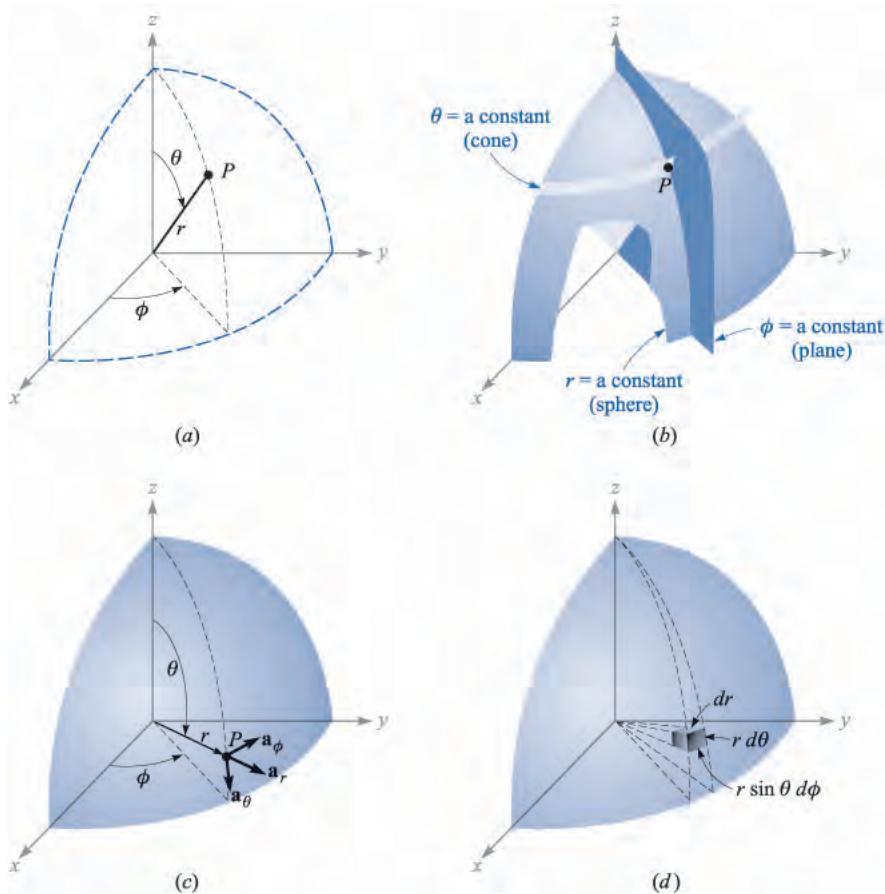 z
θ
P
r
y
ϕ
x
(a)
z
θ = a constant
(cone)
P
y
ϕ = a constant
(plane)
r = a constant
(sphere)
x
(b)
z
θ
r
P
a_ϕ
a_r
a_θ
y
ϕ
x
(c)
z
dr
y
r dθ
r sin θ dϕ
x
(d)